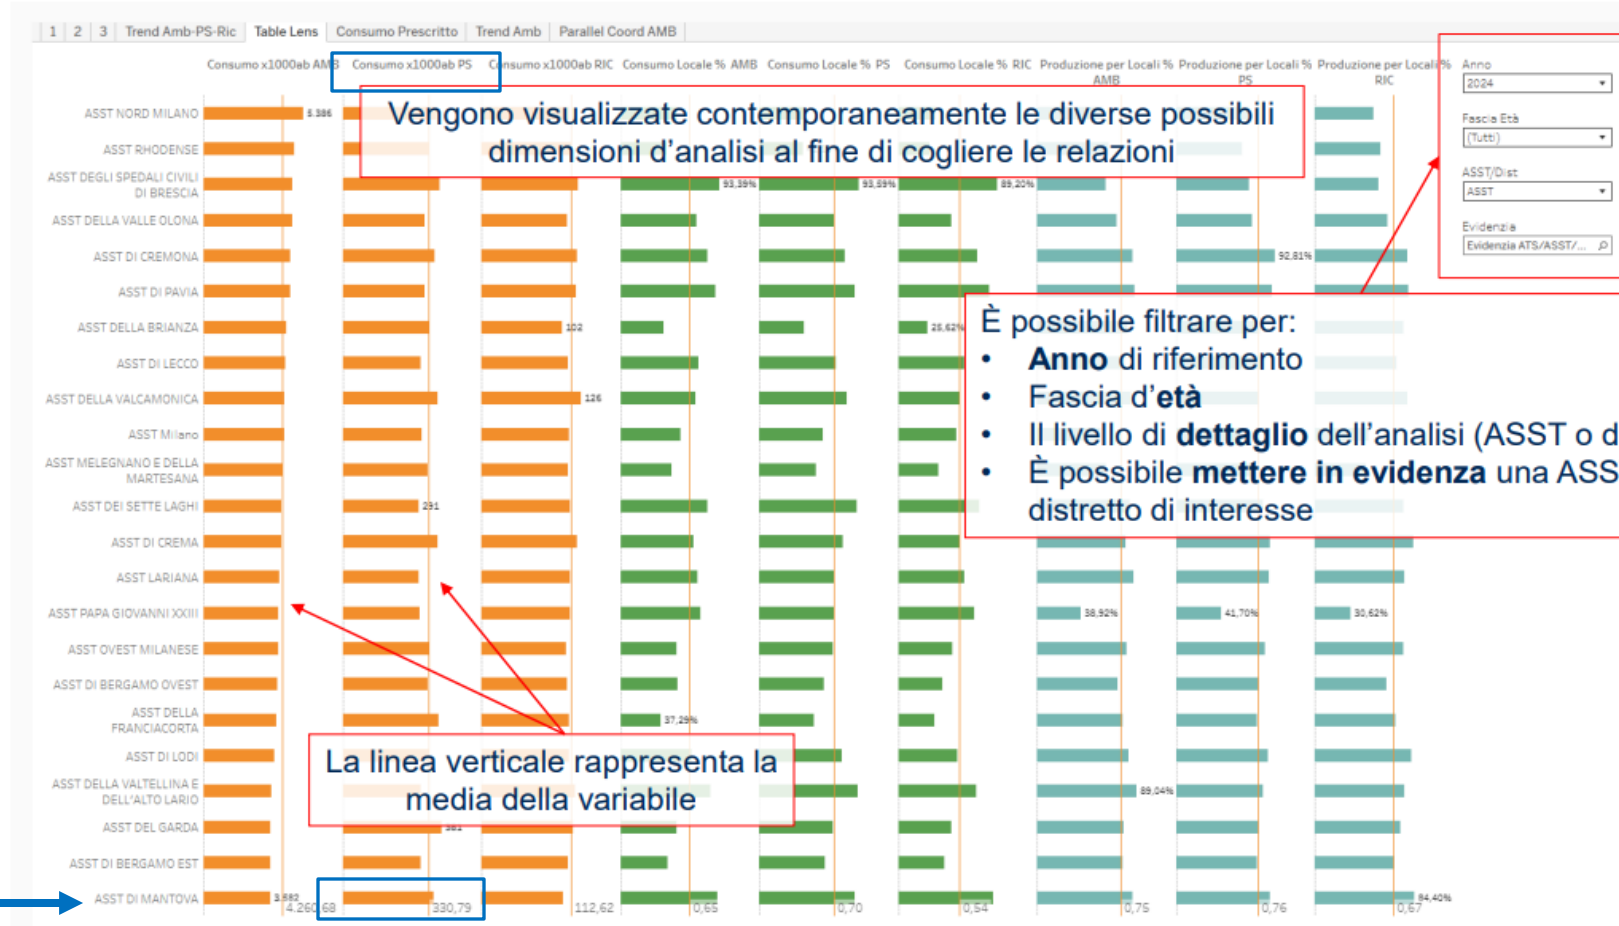 1 2 3 Trend Amb-PS-Ric Table Lens Consumo Prescritto Trend Amb Parallel Coord AMB
Consumo x1000ab AMB Consumo x1000ab PS Consumo x1000ab RIC Consumo Locale % AMB Consumo Locale % PS Consumo Locale % RIC Produzione per Locali % AMB Produzione per Locali % PS Produzione per Locali % RIC
Anno
2024
Fascia Età
(Tutti)
ASST/Dist
ASST
Evidenzia
Evidenzia ATS/ASST/...
Vengono visualizzate contemporaneamente le diverse possibili
dimensioni d'analisi al fine di cogliere le relazioni
ASST NORD MILANO 5.386
ASST RHODENSE
ASST DEGLI SPEDALI CIVILI
DI BRESCIA 93,39% 93,59% 89,20%
ASST DELLA VALLE OLONA
ASST DI CREMONA 92,81%
ASST DI PAVIA
ASST DELLA BRIANZA 102 25,62%
ASST DI LECCO
ASST DELLA VALCAMONICA 126
ASST Milano
ASST MELEGNANO E DELLA
MARTESANA
ASST DEI SETTE LAGHI 291
ASST DI CREMA
ASST LARIANA
ASST PAPA GIOVANNI XXIII 38,92% 41,70% 30,62%
ASST OVEST MILANESE
ASST DI BERGAMO OVEST
ASST DELLA
FRANCIACORTA 37,29%
ASST DI LODI
ASST DELLA VALTELLINA E
DELL'ALTO LARIO 89,04%
ASST DEL GARDA 381
ASST DI BERGAMO EST
ASST DI MANTOVA 3.582 84,40%
4.260,68 330,79 112,62 0,65 0,70 0,54 0,75 0,76 0,67
È possibile filtrare per:
• Anno di riferimento
• Fascia d'età
• Il livello di dettaglio dell'analisi (ASST o d
• È possibile mettere in evidenza una ASS
distretto di interesse
La linea verticale rappresenta la
media della variabile